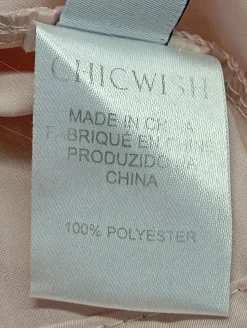 CHICWISH
MADE IN CHINA
FABRIQUÉ EN CHINE
PRODUZIDO NA
CHINA
100% POLYESTER